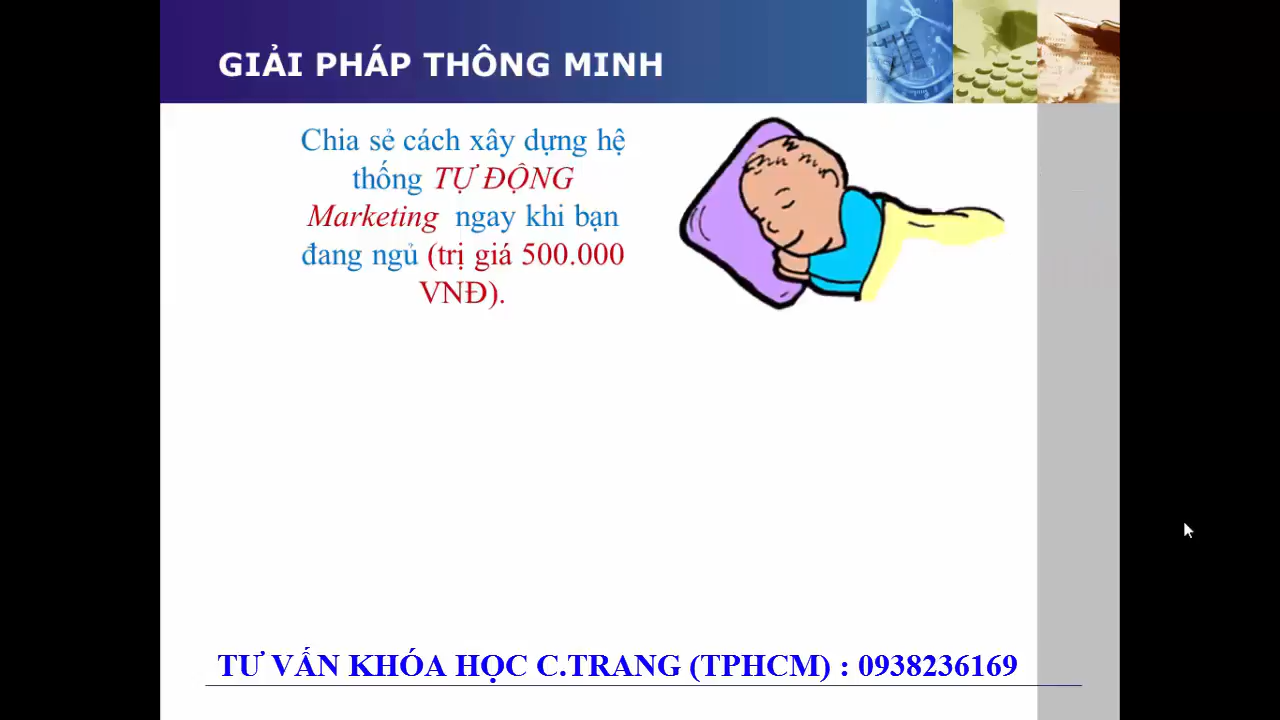 GIẢI PHÁP THÔNG MINH
Chia sẻ cách xây dựng hệ
thống TỰ ĐỘNG
Marketing ngay khi bạn
đang ngủ (trị giá 500.000
VNĐ).
TƯ VẤN KHÓA HỌC C.TRANG (TPHCM) : 0938236169